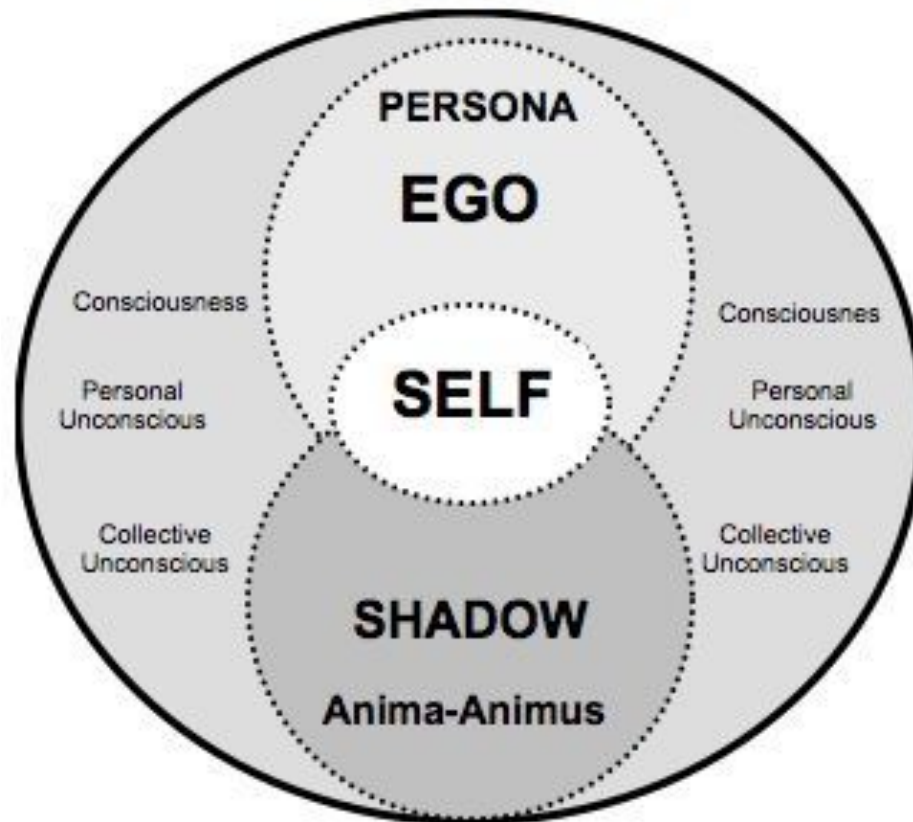 PERSONA
EGO
Consciousness
Consciousnes
SELF
Personal
Unconscious
Personal
Unconscious
Collective
Unconscious
Collective
Unconscious
SHADOW
Anima-Animus